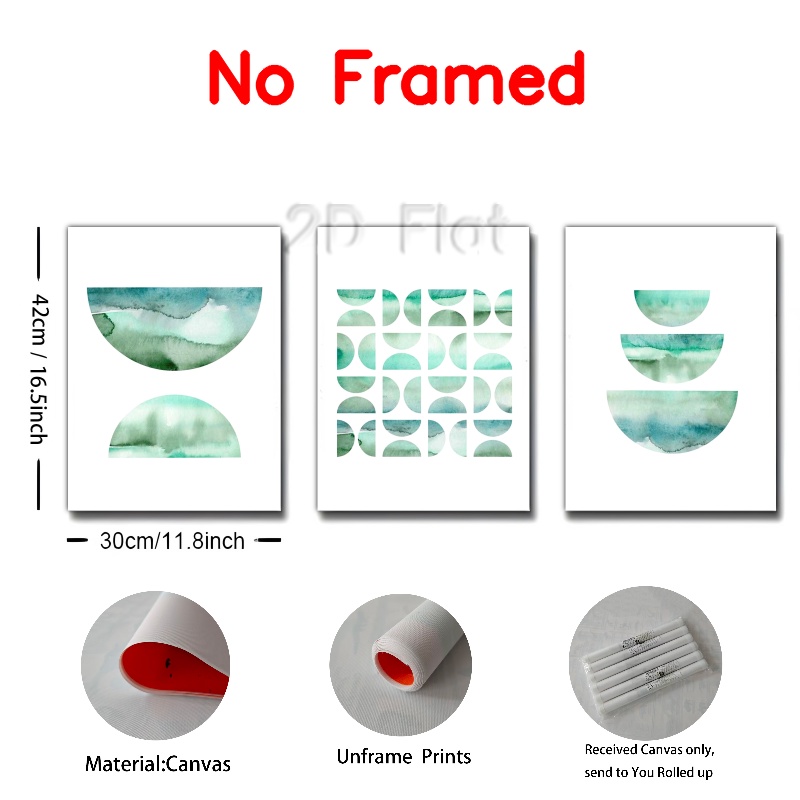 No Framed
2D Flat
42cm / 16.5inch
30cm/11.8inch
Material:Canvas
Unframe Prints
Received Canvas only,
send to You Rolled up